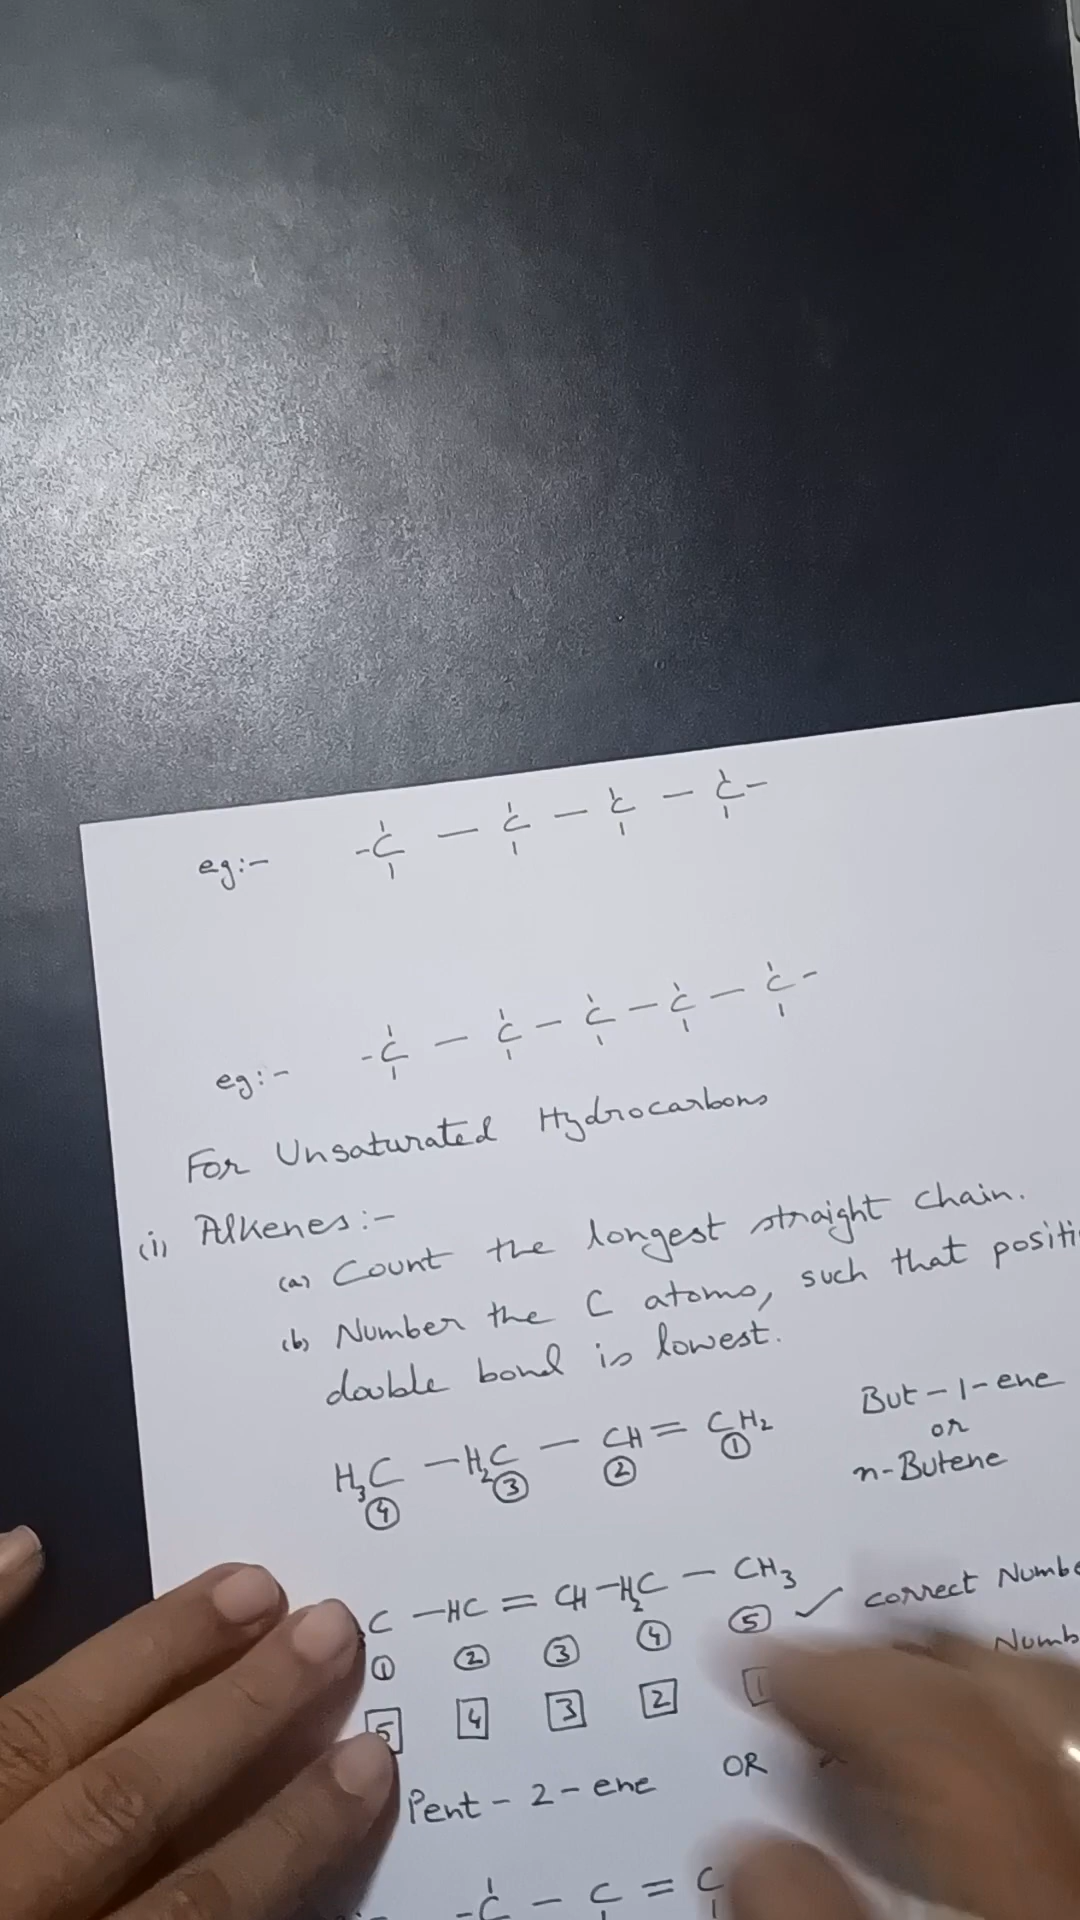 eg:- -C - C - C - C-
eg:- -C - C - C - C - C-
For Unsaturated Hydrocarbons
(i) Alkenes:-
(a) Count the longest straight chain.
(b) Number the C atoms, such that positi
double bond is lowest.
H₃C - H₂C - CH = CH₂ But-1-ene
④ ③ ② ① or
n-Butene
C - HC = CH - H₂C - CH₃ ✓ correct Numbe
① ② ③ ④ ⑤ Numb
5 4 3 2 1
Pent-2-ene OR
-C - C = C